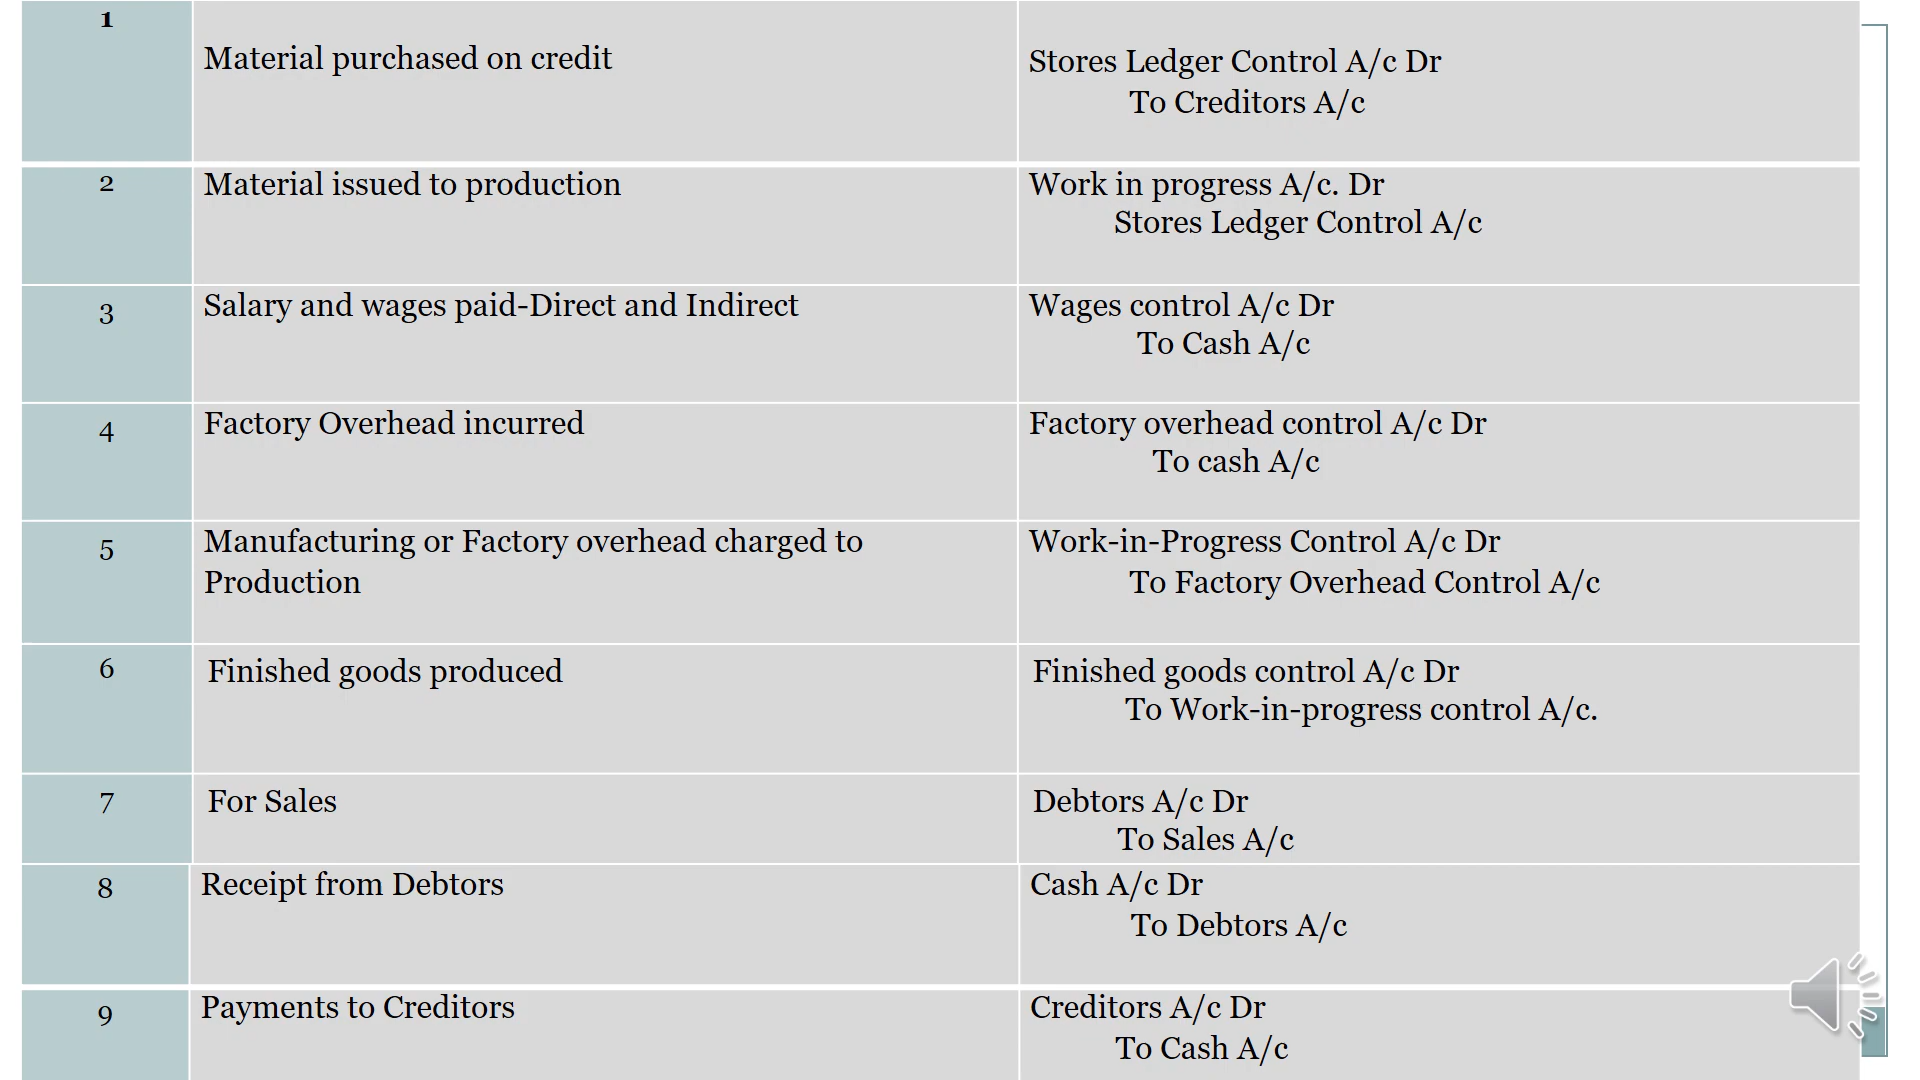 1
Material purchased on credit
Stores Ledger Control A/c Dr
To Creditors A/c
2
Material issued to production
Work in progress A/c. Dr
Stores Ledger Control A/c
3
Salary and wages paid-Direct and Indirect
Wages control A/c Dr
To Cash A/c
4
Factory Overhead incurred
Factory overhead control A/c Dr
To cash A/c
5
Manufacturing or Factory overhead charged to
Production
Work-in-Progress Control A/c Dr
To Factory Overhead Control A/c
6
Finished goods produced
Finished goods control A/c Dr
To Work-in-progress control A/c.
7
For Sales
Debtors A/c Dr
To Sales A/c
8
Receipt from Debtors
Cash A/c Dr
To Debtors A/c
9
Payments to Creditors
Creditors A/c Dr
To Cash A/c